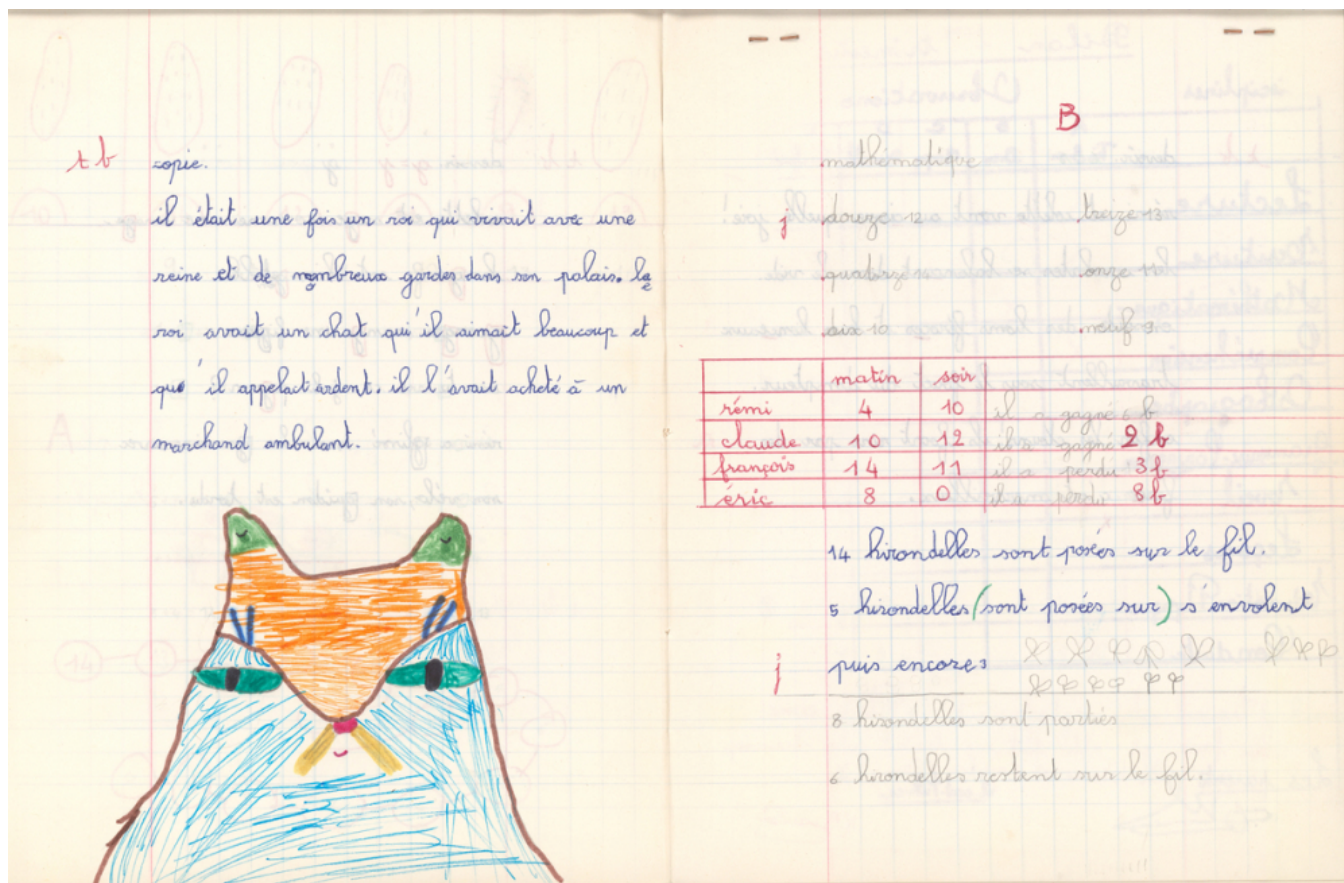 t b
copie.
il était une fois un roi qui vivait avec une
reine et de nombreux gardes dans son palais. le
roi avait un chat qu'il aimait beaucoup et
que'il appelact ardent. il l'avait acheté à un
marchand ambulant.
B
mathématique
j douze 12 treize 13
quatorze onze 11
dix 10 neuf 9
matin soir
rémi 4 10 il a gagné 6 b
claude 10 12 il a gagné 2 b
françois 14 11 il a perdu 3 b
éric 8 0 il a perdu 8 b
14 hirondelles sont posées sur le fil.
5 hirondelles (sont posées sur) s'envolent
j puis encore 3
8 hirondelles sont parties
6 hirondelles restent sur le fil.